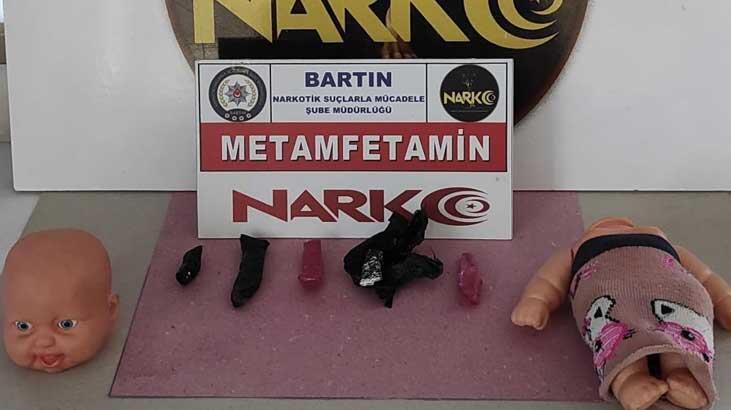 NARKO
BARTIN
NARKOTİK SUÇLARLA MÜCADELE
ŞUBE MÜDÜRLÜĞÜ
NARKO
METAMFETAMİN
NARKO